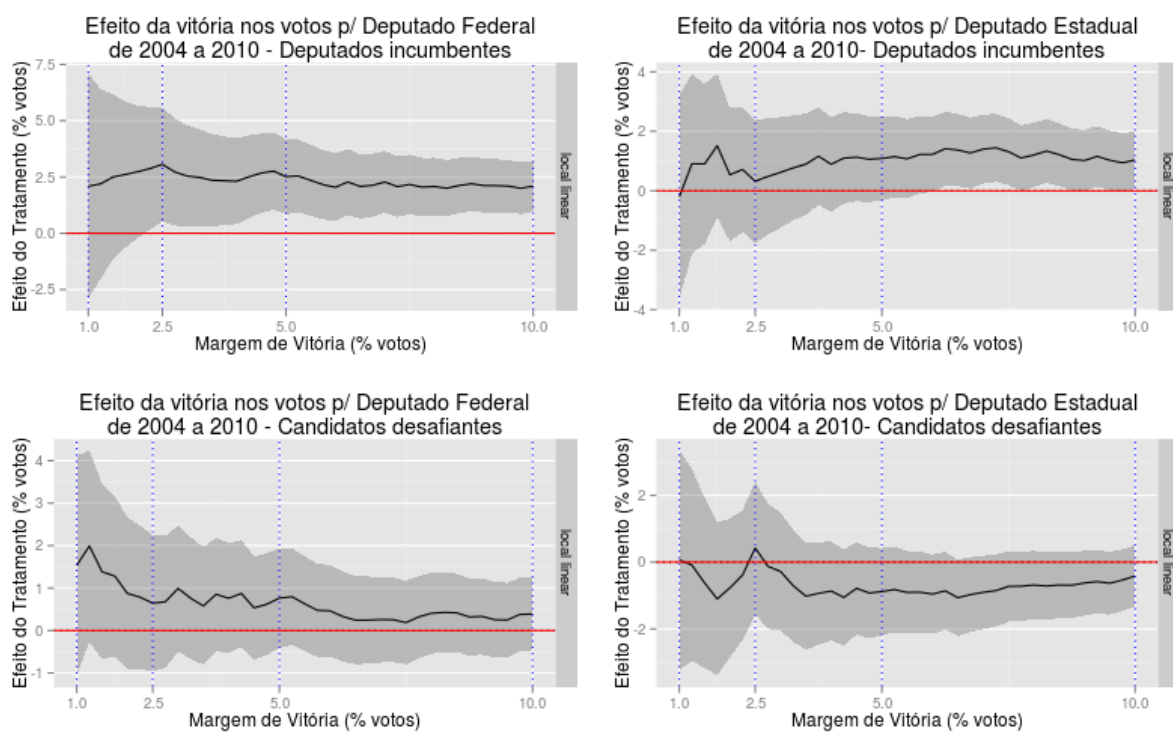 Efeito da vitória nos votos p/ Deputado Federal
de 2004 a 2010 - Deputados incumbentes
Efeito do Tratamento (% votos)
7.5
5.0
2.5
0.0
-2.5
local linear
1.0 2.5 5.0 10.0
Margem de Vitória (% votos)
Efeito da vitória nos votos p/ Deputado Estadual
de 2004 a 2010- Deputados incumbentes
Efeito do Tratamento (% votos)
4
2
0
-2
-4
local linear
1.0 2.5 5.0 10.0
Margem de Vitória (% votos)
Efeito da vitória nos votos p/ Deputado Federal
de 2004 a 2010 - Candidatos desafiantes
Efeito do Tratamento (% votos)
4
3
2
1
0
-1
local linear
1.0 2.5 5.0 10.0
Margem de Vitória (% votos)
Efeito da vitória nos votos p/ Deputado Estadual
de 2004 a 2010- Candidatos desafiantes
Efeito do Tratamento (% votos)
2
0
-2
local linear
1.0 2.5 5.0 10.0
Margem de Vitória (% votos)